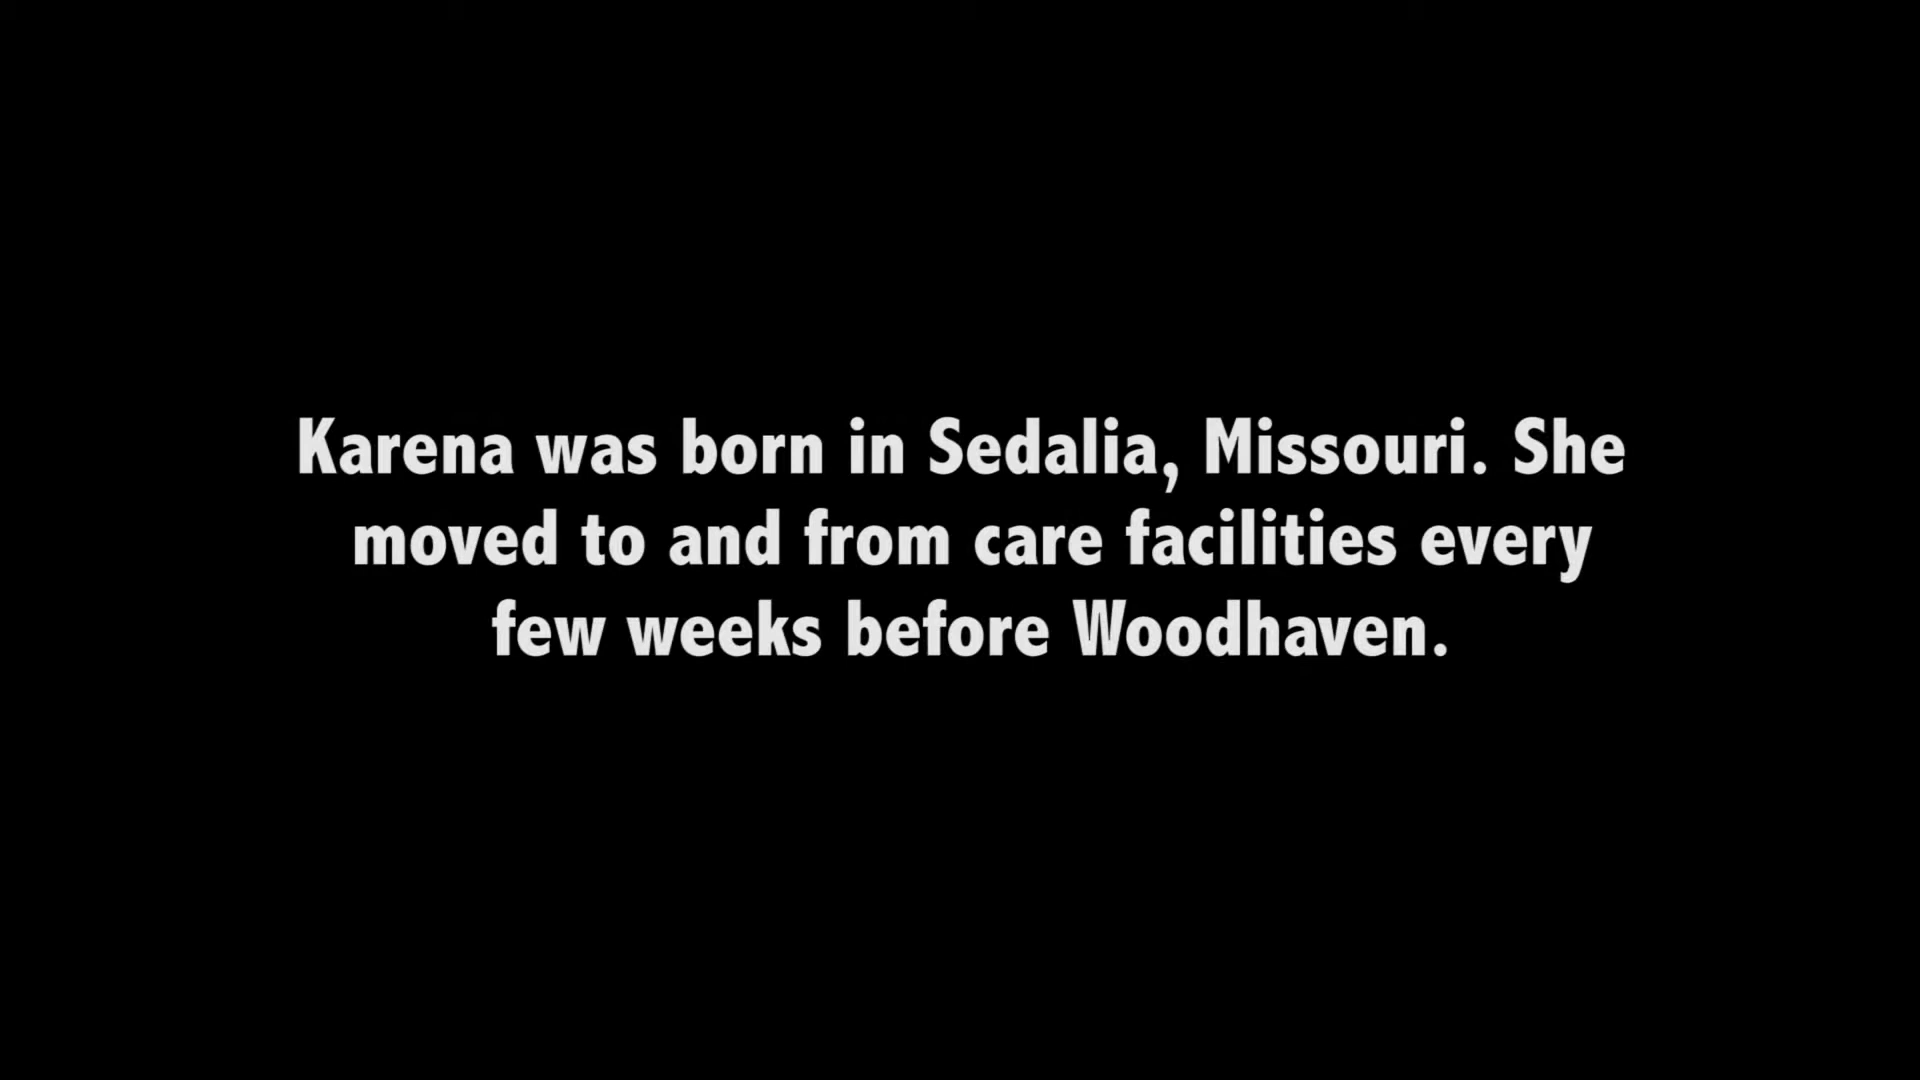 Karena was born in Sedalia, Missouri. She
moved to and from care facilities every
few weeks before Woodhaven.